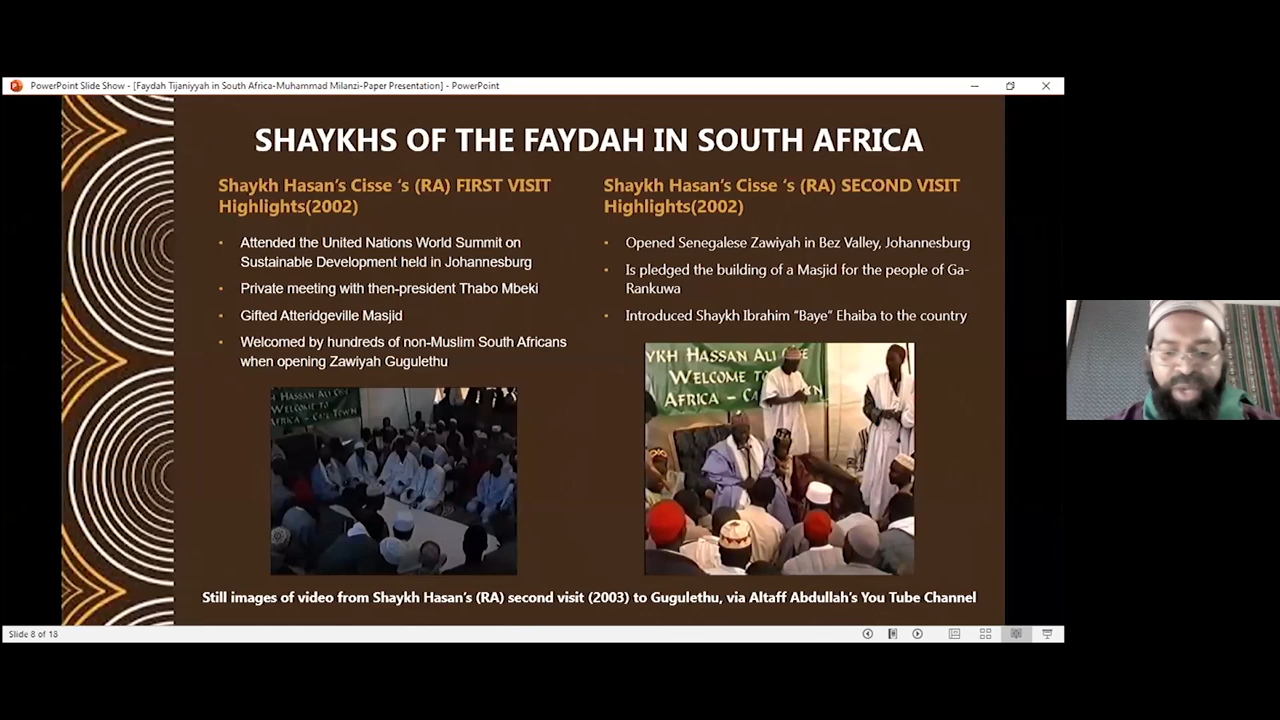 PowerPoint Slide Show - [Faydah Tijaniyyah in South Africa-Muhammad Milanzi-Paper Presentation] - PowerPoint
SHAYKHS OF THE FAYDAH IN SOUTH AFRICA
Shaykh Hasan's Cisse 's (RA) FIRST VISIT
Highlights(2002)
• Attended the United Nations World Summit on
Sustainable Development held in Johannesburg
• Private meeting with then-president Thabo Mbeki
• Gifted Atteridgeville Masjid
• Welcomed by hundreds of non-Muslim South Africans
when opening Zawiyah Gugulethu
H HASSAN ALI
WELCOME TO
AFRICA - CAPE TOWN
Shaykh Hasan's Cisse 's (RA) SECOND VISIT
Highlights(2002)
• Opened Senegalese Zawiyah in Bez Valley, Johannesburg
• Is pledged the building of a Masjid for the people of Ga-
Rankuwa
• Introduced Shaykh Ibrahim "Baye" Ehaiba to the country
YKH HASSAN ALI
WELCOME
AFRICA -
Still images of video from Shaykh Hasan's (RA) second visit (2003) to Gugulethu, via Altaff Abdullah's You Tube Channel
Slide 8 of 18